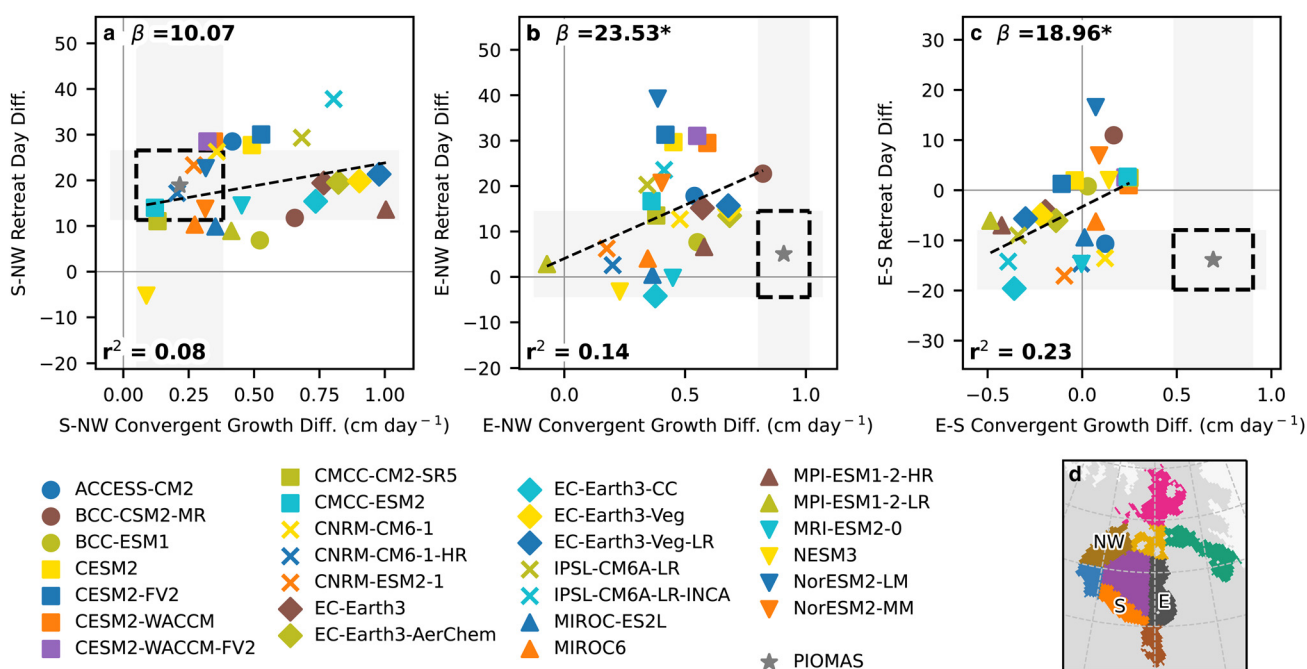 a β =10.07
S-NW Retreat Day Diff.
50
40
30
20
10
0
−10
−20
r² = 0.08
0.00 0.25 0.50 0.75 1.00
S-NW Convergent Growth Diff. (cm day⁻¹)
b β =23.53*
E-NW Retreat Day Diff.
50
40
30
20
10
0
−10
−20
r² = 0.14
0.0 0.5 1.0
E-NW Convergent Growth Diff. (cm day⁻¹)
c β =18.96*
E-S Retreat Day Diff.
30
20
10
0
−10
−20
−30
r² = 0.23
−0.5 0.0 0.5 1.0
E-S Convergent Growth Diff. (cm day⁻¹)
ACCESS-CM2
BCC-CSM2-MR
BCC-ESM1
CESM2
CESM2-FV2
CESM2-WACCM
CESM2-WACCM-FV2
CMCC-CM2-SR5
CMCC-ESM2
CNRM-CM6-1
CNRM-CM6-1-HR
CNRM-ESM2-1
EC-Earth3
EC-Earth3-AerChem
EC-Earth3-CC
EC-Earth3-Veg
EC-Earth3-Veg-LR
IPSL-CM6A-LR
IPSL-CM6A-LR-INCA
MIROC-ES2L
MIROC6
MPI-ESM1-2-HR
MPI-ESM1-2-LR
MRI-ESM2-0
NESM3
NorESM2-LM
NorESM2-MM
PIOMAS
d
NW
S
E